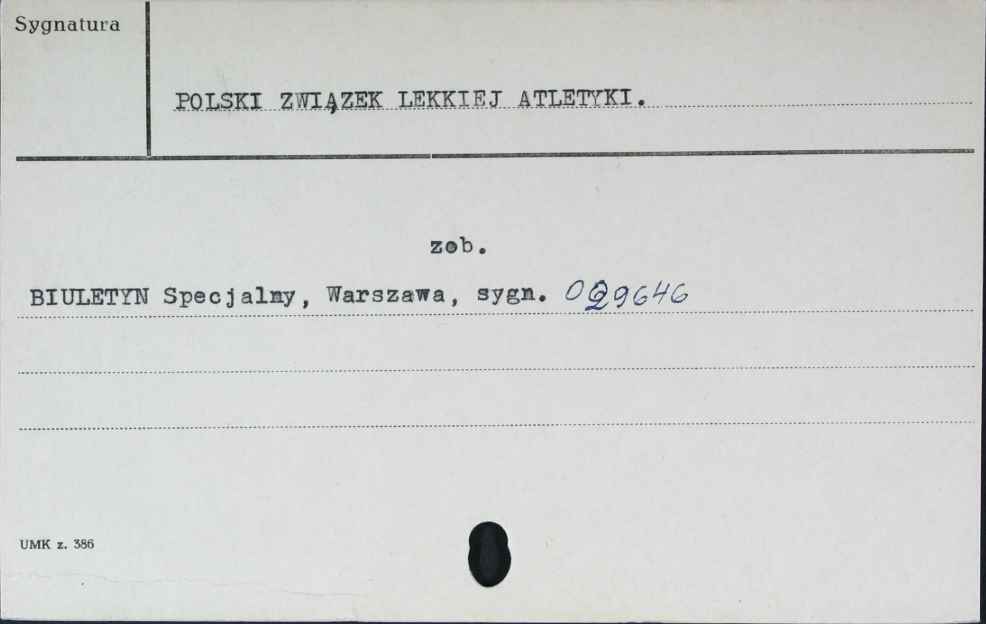 Sygnatura
POLSKI ZWIĄZEK LEKKIEJ ATLETYKI.
zob.
BIULETYN Specjalny, Warszawa, sygn. 029646
UMK z. 386